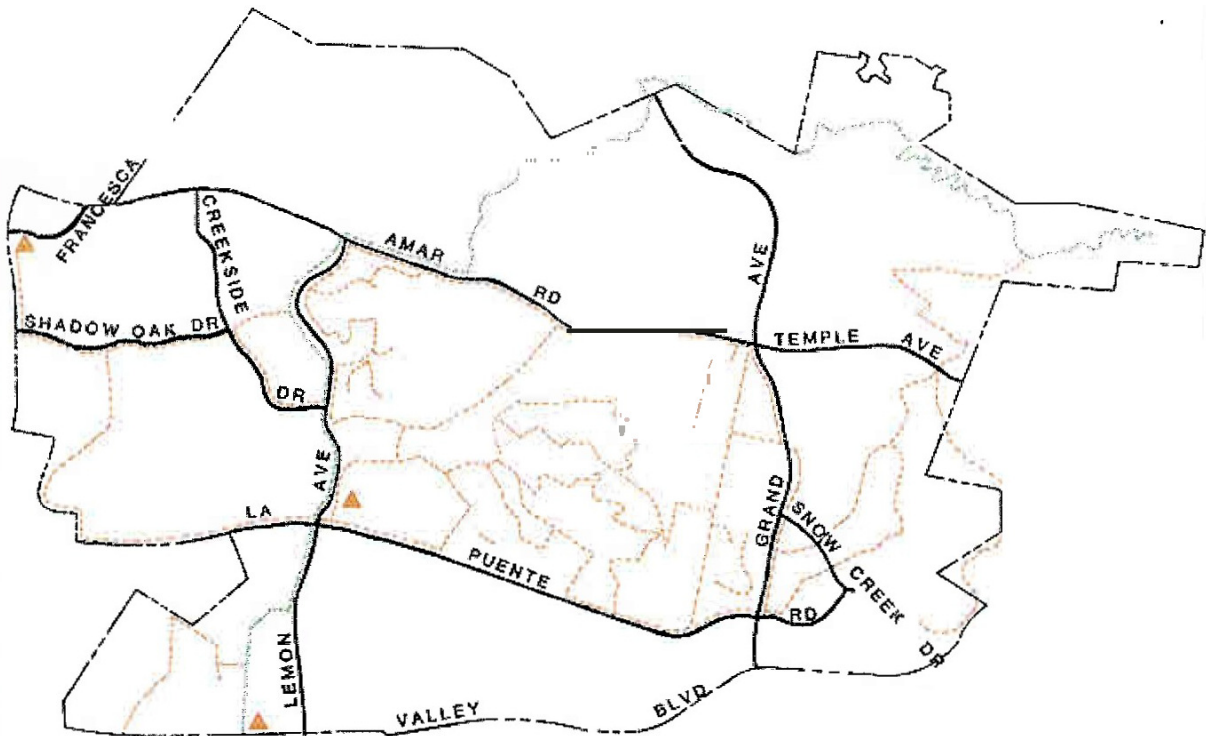 FRANCESCA
CREEKSIDE
DR
AMAR
RD
AVE
SHADOW OAK DR
TEMPLE AVE
LA
PUENTE
RD
AVE
LEMON
GRAND
SNOW
CREEK
DR
VALLEY
BLVD